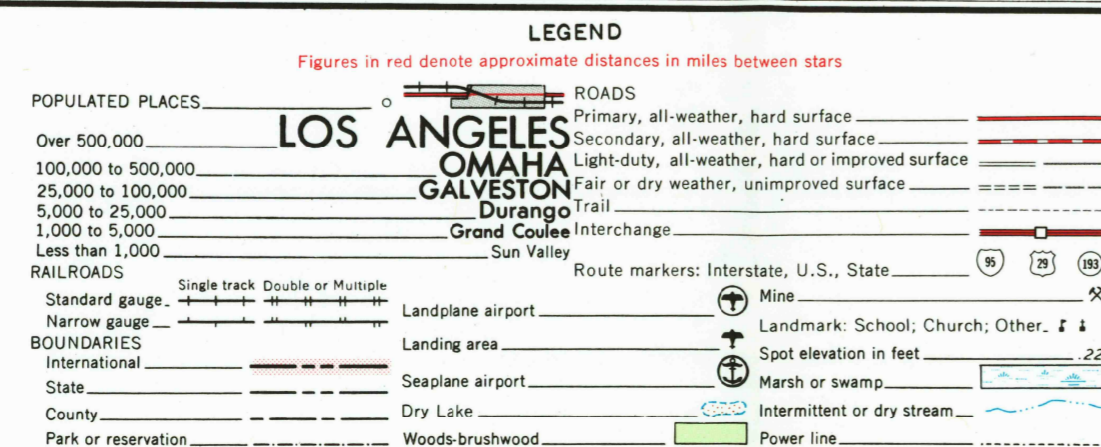 LEGEND
Figures in red denote approximate distances in miles between stars
POPULATED PLACES
Over 500,000 LOS ANGELES
100,000 to 500,000 OMAHA
25,000 to 100,000 GALVESTON
5,000 to 25,000 Durango
1,000 to 5,000 Grand Coulee
Less than 1,000 Sun Valley
RAILROADS
Single track Double or Multiple
Standard gauge
Narrow gauge
BOUNDARIES
International
State
County
Park or reservation
ROADS
Primary, all-weather, hard surface
Secondary, all-weather, hard surface
Light-duty, all-weather, hard or improved surface
Fair or dry weather, unimproved surface
Trail
Interchange
Route markers: Interstate, U.S., State 95 29 193
Landplane airport
Landing area
Seaplane airport
Dry Lake
Woods-brushwood
Mine
Landmark: School; Church; Other
Spot elevation in feet .22
Marsh or swamp
Intermittent or dry stream
Power line